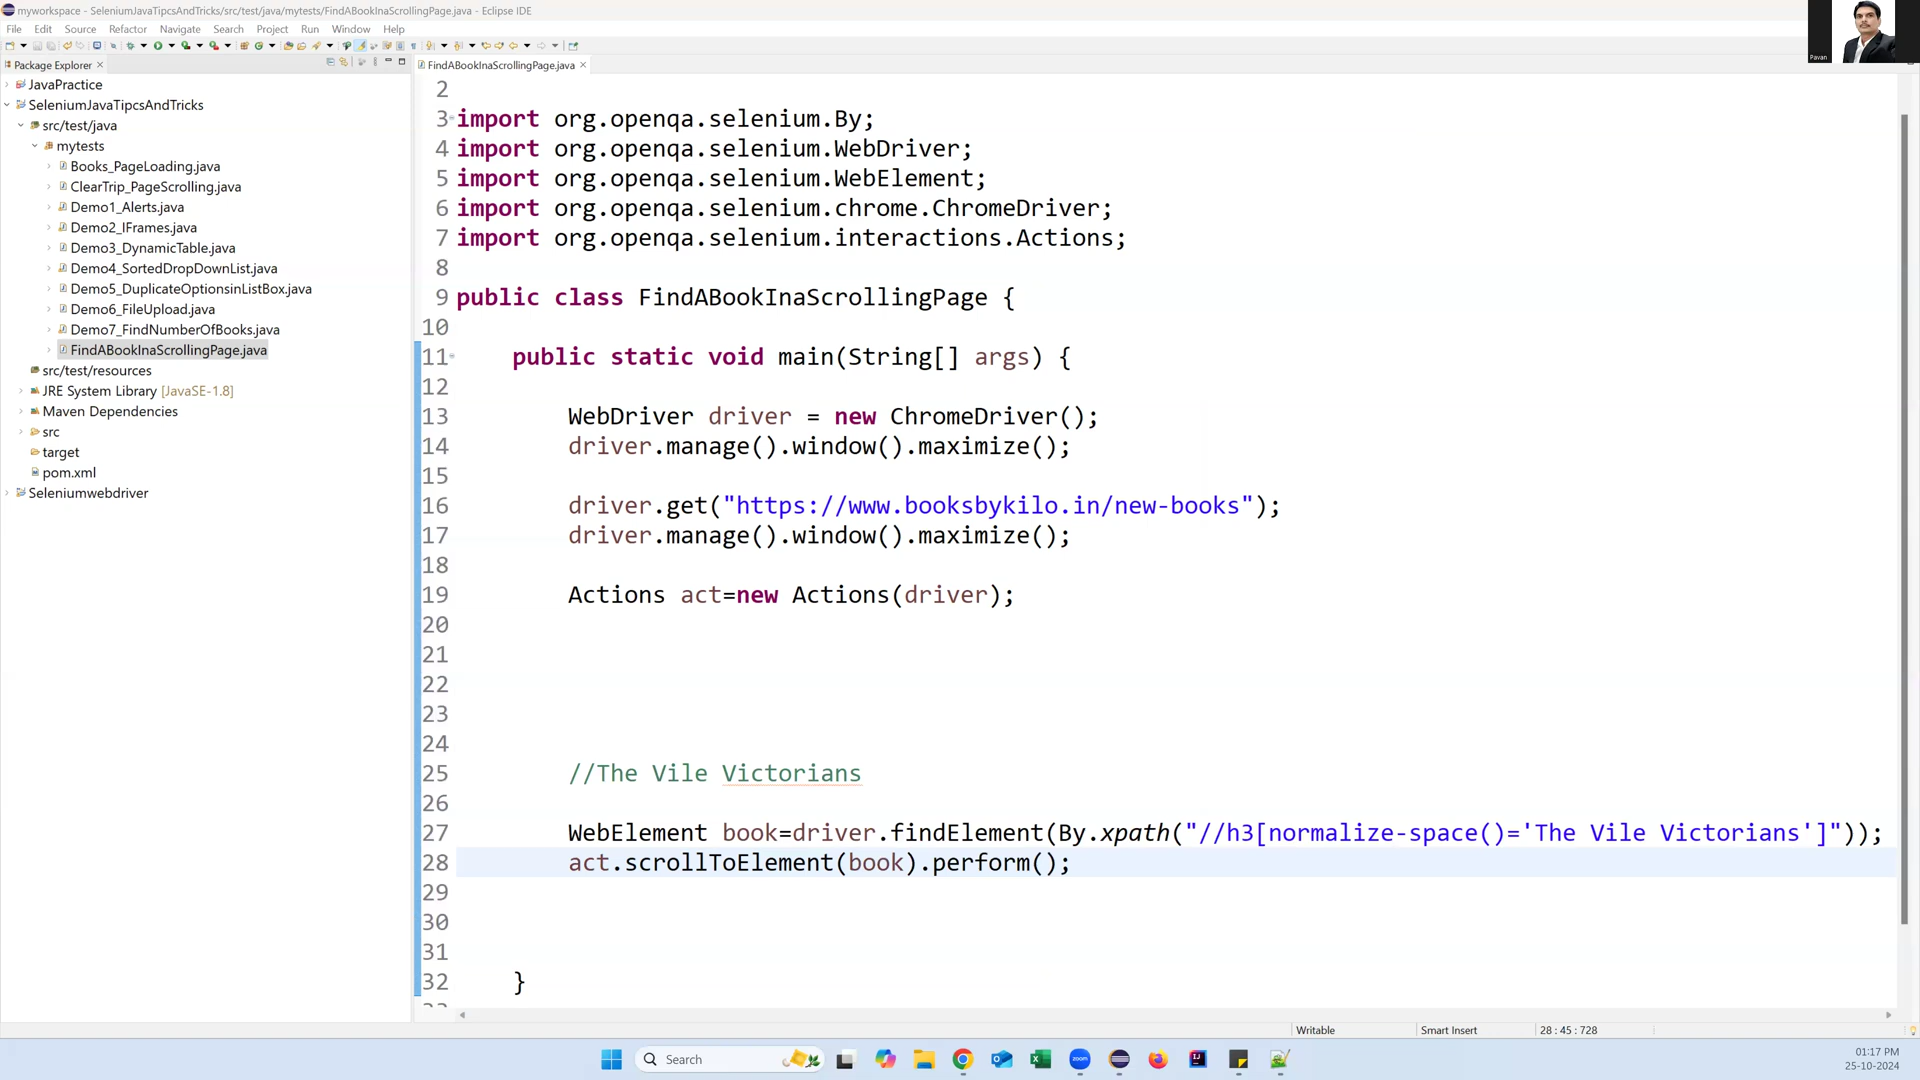 myworkspace - SeleniumJavaTipcsAndTricks/src/test/java/mytests/FindABookInaScrollingPage.java - Eclipse IDE
File Edit Source Refactor Navigate Search Project Run Window Help
Pavan
Package Explorer
JavaPractice
SeleniumJavaTipcsAndTricks
src/test/java
mytests
Books_PageLoading.java
ClearTrip_PageScrolling.java
Demo1_Alerts.java
Demo2_IFrames.java
Demo3_DynamicTable.java
Demo4_SortedDropDownList.java
Demo5_DuplicateOptionsinListBox.java
Demo6_FileUpload.java
Demo7_FindNumberOfBooks.java
FindABookInaScrollingPage.java
src/test/resources
JRE System Library [JavaSE-1.8]
Maven Dependencies
src
target
pom.xml
Seleniumwebdriver
FindABookInaScrollingPage.java
2
3 import org.openqa.selenium.By;
4 import org.openqa.selenium.WebDriver;
5 import org.openqa.selenium.WebElement;
6 import org.openqa.selenium.chrome.ChromeDriver;
7 import org.openqa.selenium.interactions.Actions;
8
9 public class FindABookInaScrollingPage {
10
11 public static void main(String[] args) {
12
13 WebDriver driver = new ChromeDriver();
14 driver.manage().window().maximize();
15
16 driver.get("https://www.booksbykilo.in/new-books");
17 driver.manage().window().maximize();
18
19 Actions act=new Actions(driver);
20
21
22
23
24
25 //The Vile Victorians
26
27 WebElement book=driver.findElement(By.xpath("//h3[normalize-space()='The Vile Victorians']"));
28 act.scrollToElement(book).perform();
29
30
31
32 }
Writable
Smart Insert
28 : 45 : 728
Search
01:17 PM
25-10-2024